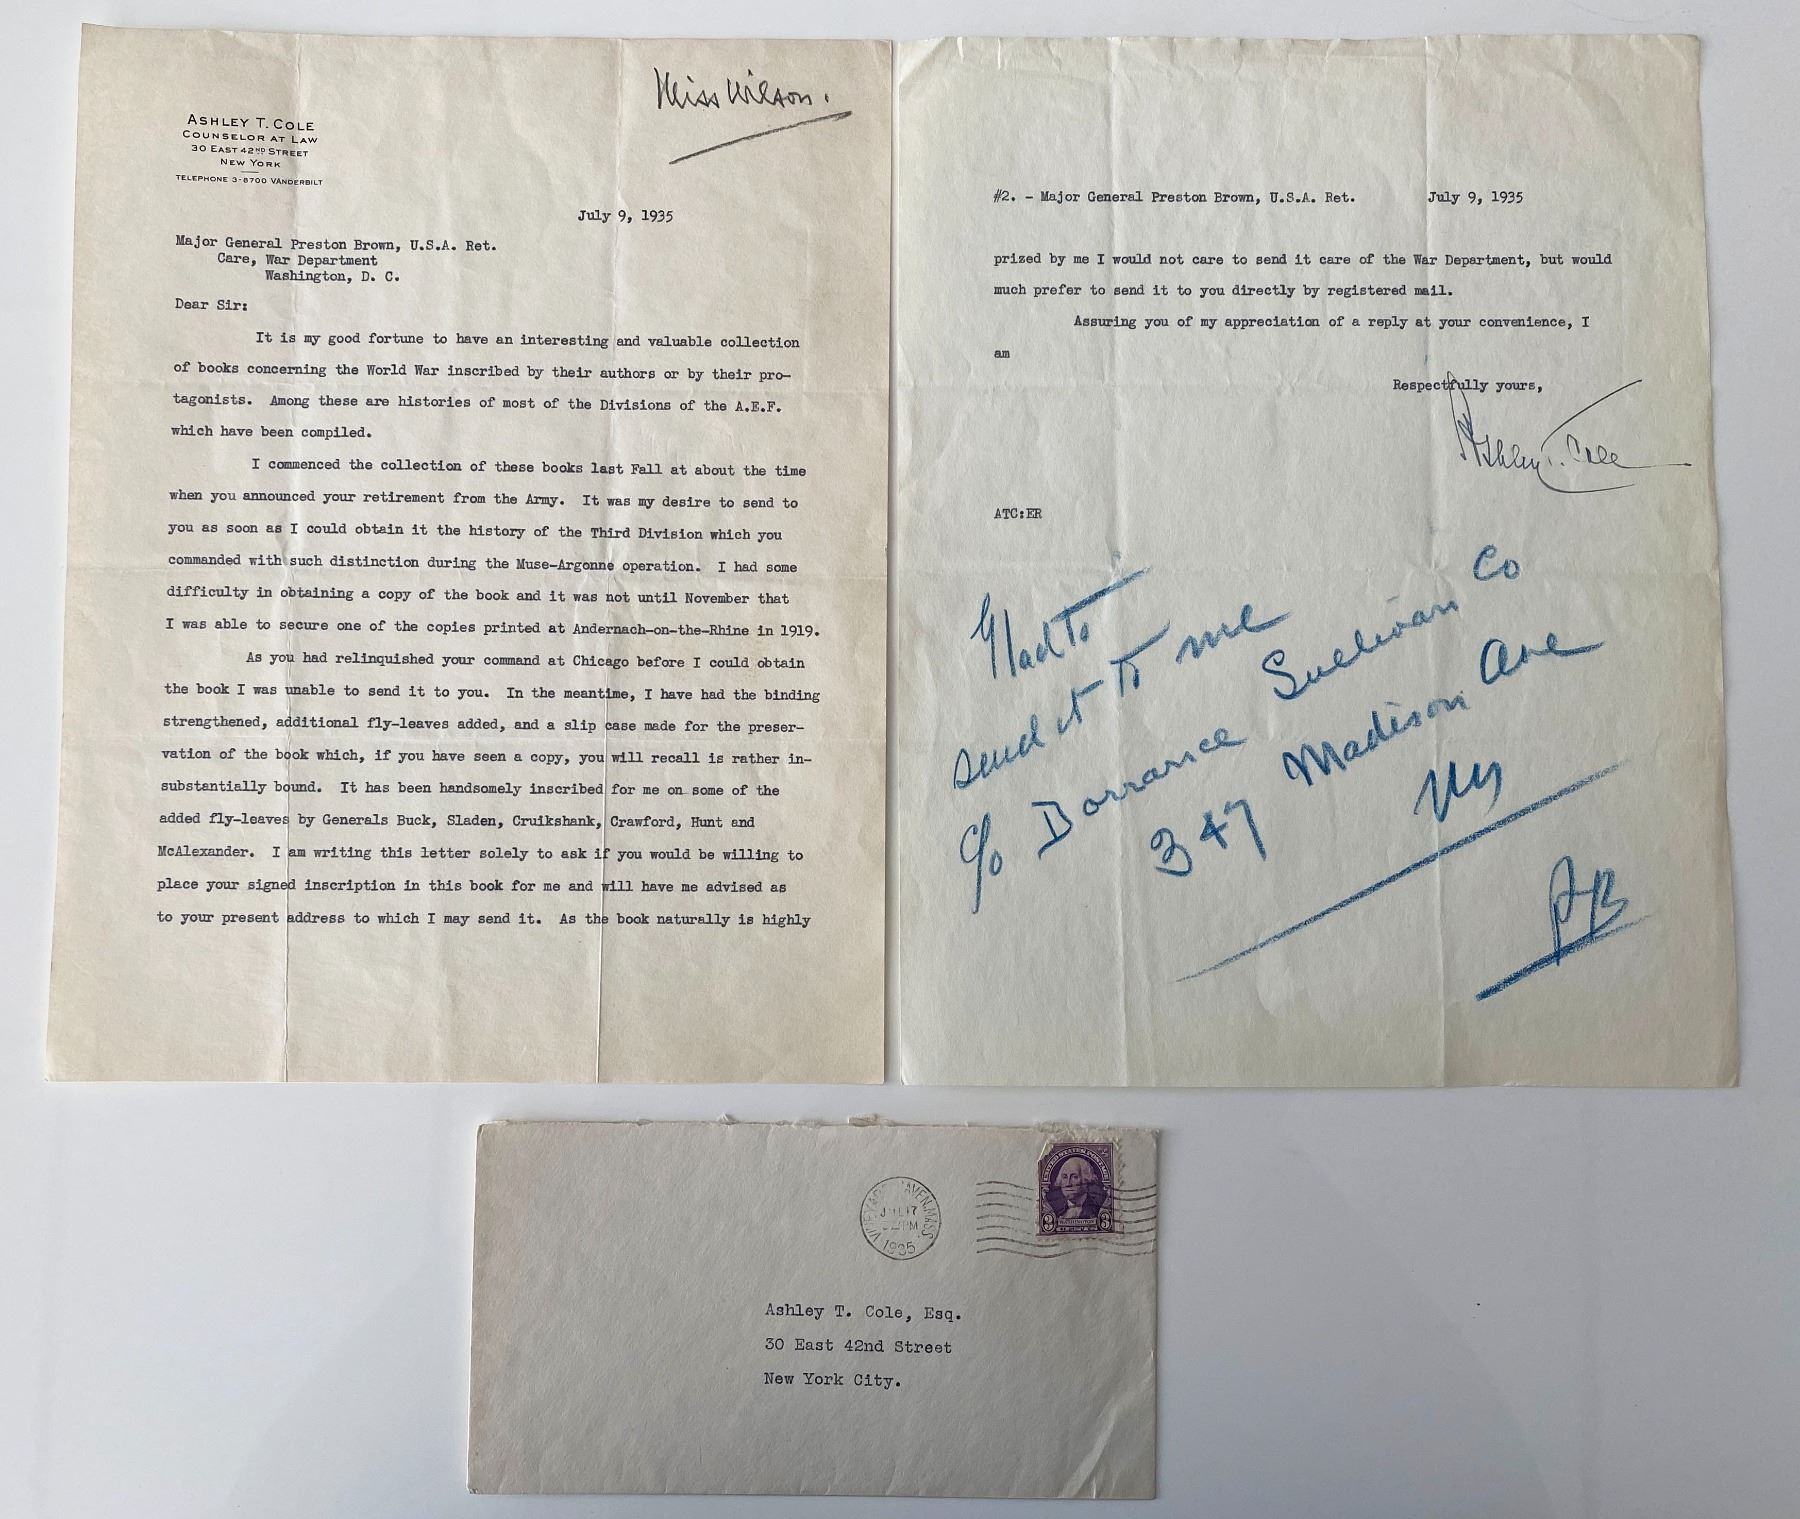 Miss Wilson.
ASHLEY T. COLE
COUNSELOR AT LAW
30 EAST 42ND STREET
NEW YORK
TELEPHONE 3-8700 VANDERBILT
July 9, 1935
Major General Preston Brown, U.S.A. Ret.
Care, War Department
Washington, D. C.
Dear Sir:
It is my good fortune to have an interesting and valuable collection
of books concerning the World War inscribed by their authors or by their pro-
tagonists. Among these are histories of most of the Divisions of the A.E.F.
which have been compiled.
I commenced the collection of these books last Fall at about the time
when you announced your retirement from the Army. It was my desire to send to
you as soon as I could obtain it the history of the Third Division which you
commanded with such distinction during the Muse-Argonne operation. I had some
difficulty in obtaining a copy of the book and it was not until November that
I was able to secure one of the copies printed at Andernach-on-the-Rhine in 1919.
As you had relinquished your command at Chicago before I could obtain
the book I was unable to send it to you. In the meantime, I have had the binding
strengthened, additional fly-leaves added, and a slip case made for the preser-
vation of the book which, if you have seen a copy, you will recall is rather in-
substantially bound. It has been handsomely inscribed for me on some of the
added fly-leaves by Generals Buck, Sladen, Cruikshank, Crawford, Hunt and
McAlexander. I am writing this letter solely to ask if you would be willing to
place your signed inscription in this book for me and will have me advised as
to your present address to which I may send it. As the book naturally is highly
#2. - Major General Preston Brown, U.S.A. Ret. July 9, 1935
prized by me I would not care to send it care of the War Department, but would
much prefer to send it to you directly by registered mail.
Assuring you of my appreciation of a reply at your convenience, I
am
Respectfully yours,
Ashley T. Cole
ATC:ER
Glad to
send it to me
c/o Dorrance Sullivan Co
347 Madison Ave
NY
PB
VINEYARD HAVEN, MASS.
JUL 17
PM
1935
UNITED STATES POSTAGE
3 WASHINGTON 3
Ashley T. Cole, Esq.
30 East 42nd Street
New York City.